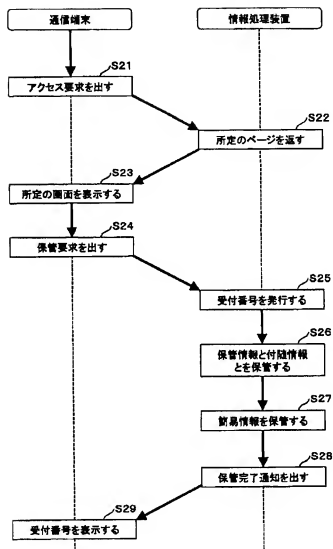 通信端末
情報処理装置
S21
アクセス要求を出す
S22
所定のページを返す
S23
所定の画面を表示する
S24
保管要求を出す
S25
受付番号を発行する
S26
保管情報と付随情報
とを保管する
S27
簡易情報を保管する
S28
保管完了通知を出す
S29
受付番号を表示する